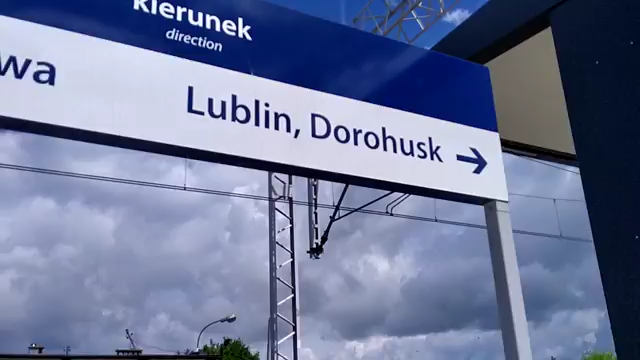 kierunek
direction
wa
Lublin, Dorohusk →